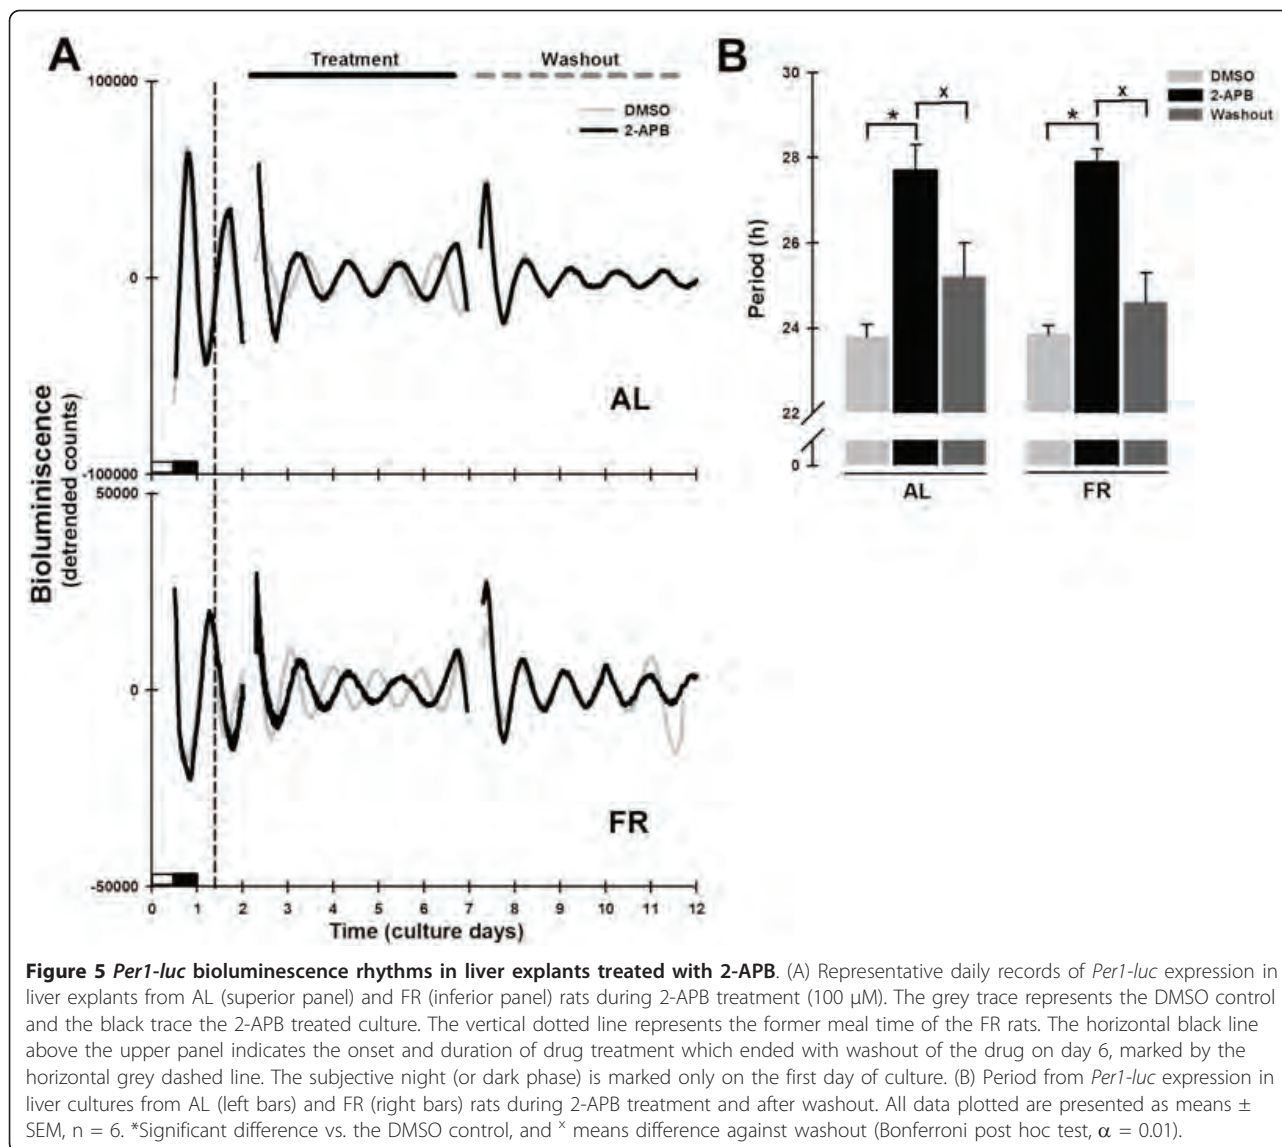 A
Treatment
Washout
100000
DMSO
2-APB
0
AL
-100000
Bioluminiscence
(detrended counts)
50000
0
FR
-50000
0 1 2 3 4 5 6 7 8 9 10 11 12
Time (culture days)
B
30
DMSO
2-APB
Washout
x
x
*
*
28
26
24
22
0
Period (h)
AL
FR
Figure 5 Per1-luc bioluminescence rhythms in liver explants treated with 2-APB. (A) Representative daily records of Per1-luc expression in
liver explants from AL (superior panel) and FR (inferior panel) rats during 2-APB treatment (100 μM). The grey trace represents the DMSO control
and the black trace the 2-APB treated culture. The vertical dotted line represents the former meal time of the FR rats. The horizontal black line
above the upper panel indicates the onset and duration of drug treatment which ended with washout of the drug on day 6, marked by the
horizontal grey dashed line. The subjective night (or dark phase) is marked only on the first day of culture. (B) Period from Per1-luc expression in
liver cultures from AL (left bars) and FR (right bars) rats during 2-APB treatment and after washout. All data plotted are presented as means ±
SEM, n = 6. *Significant difference vs. the DMSO control, and x means difference against washout (Bonferroni post hoc test, α = 0.01).